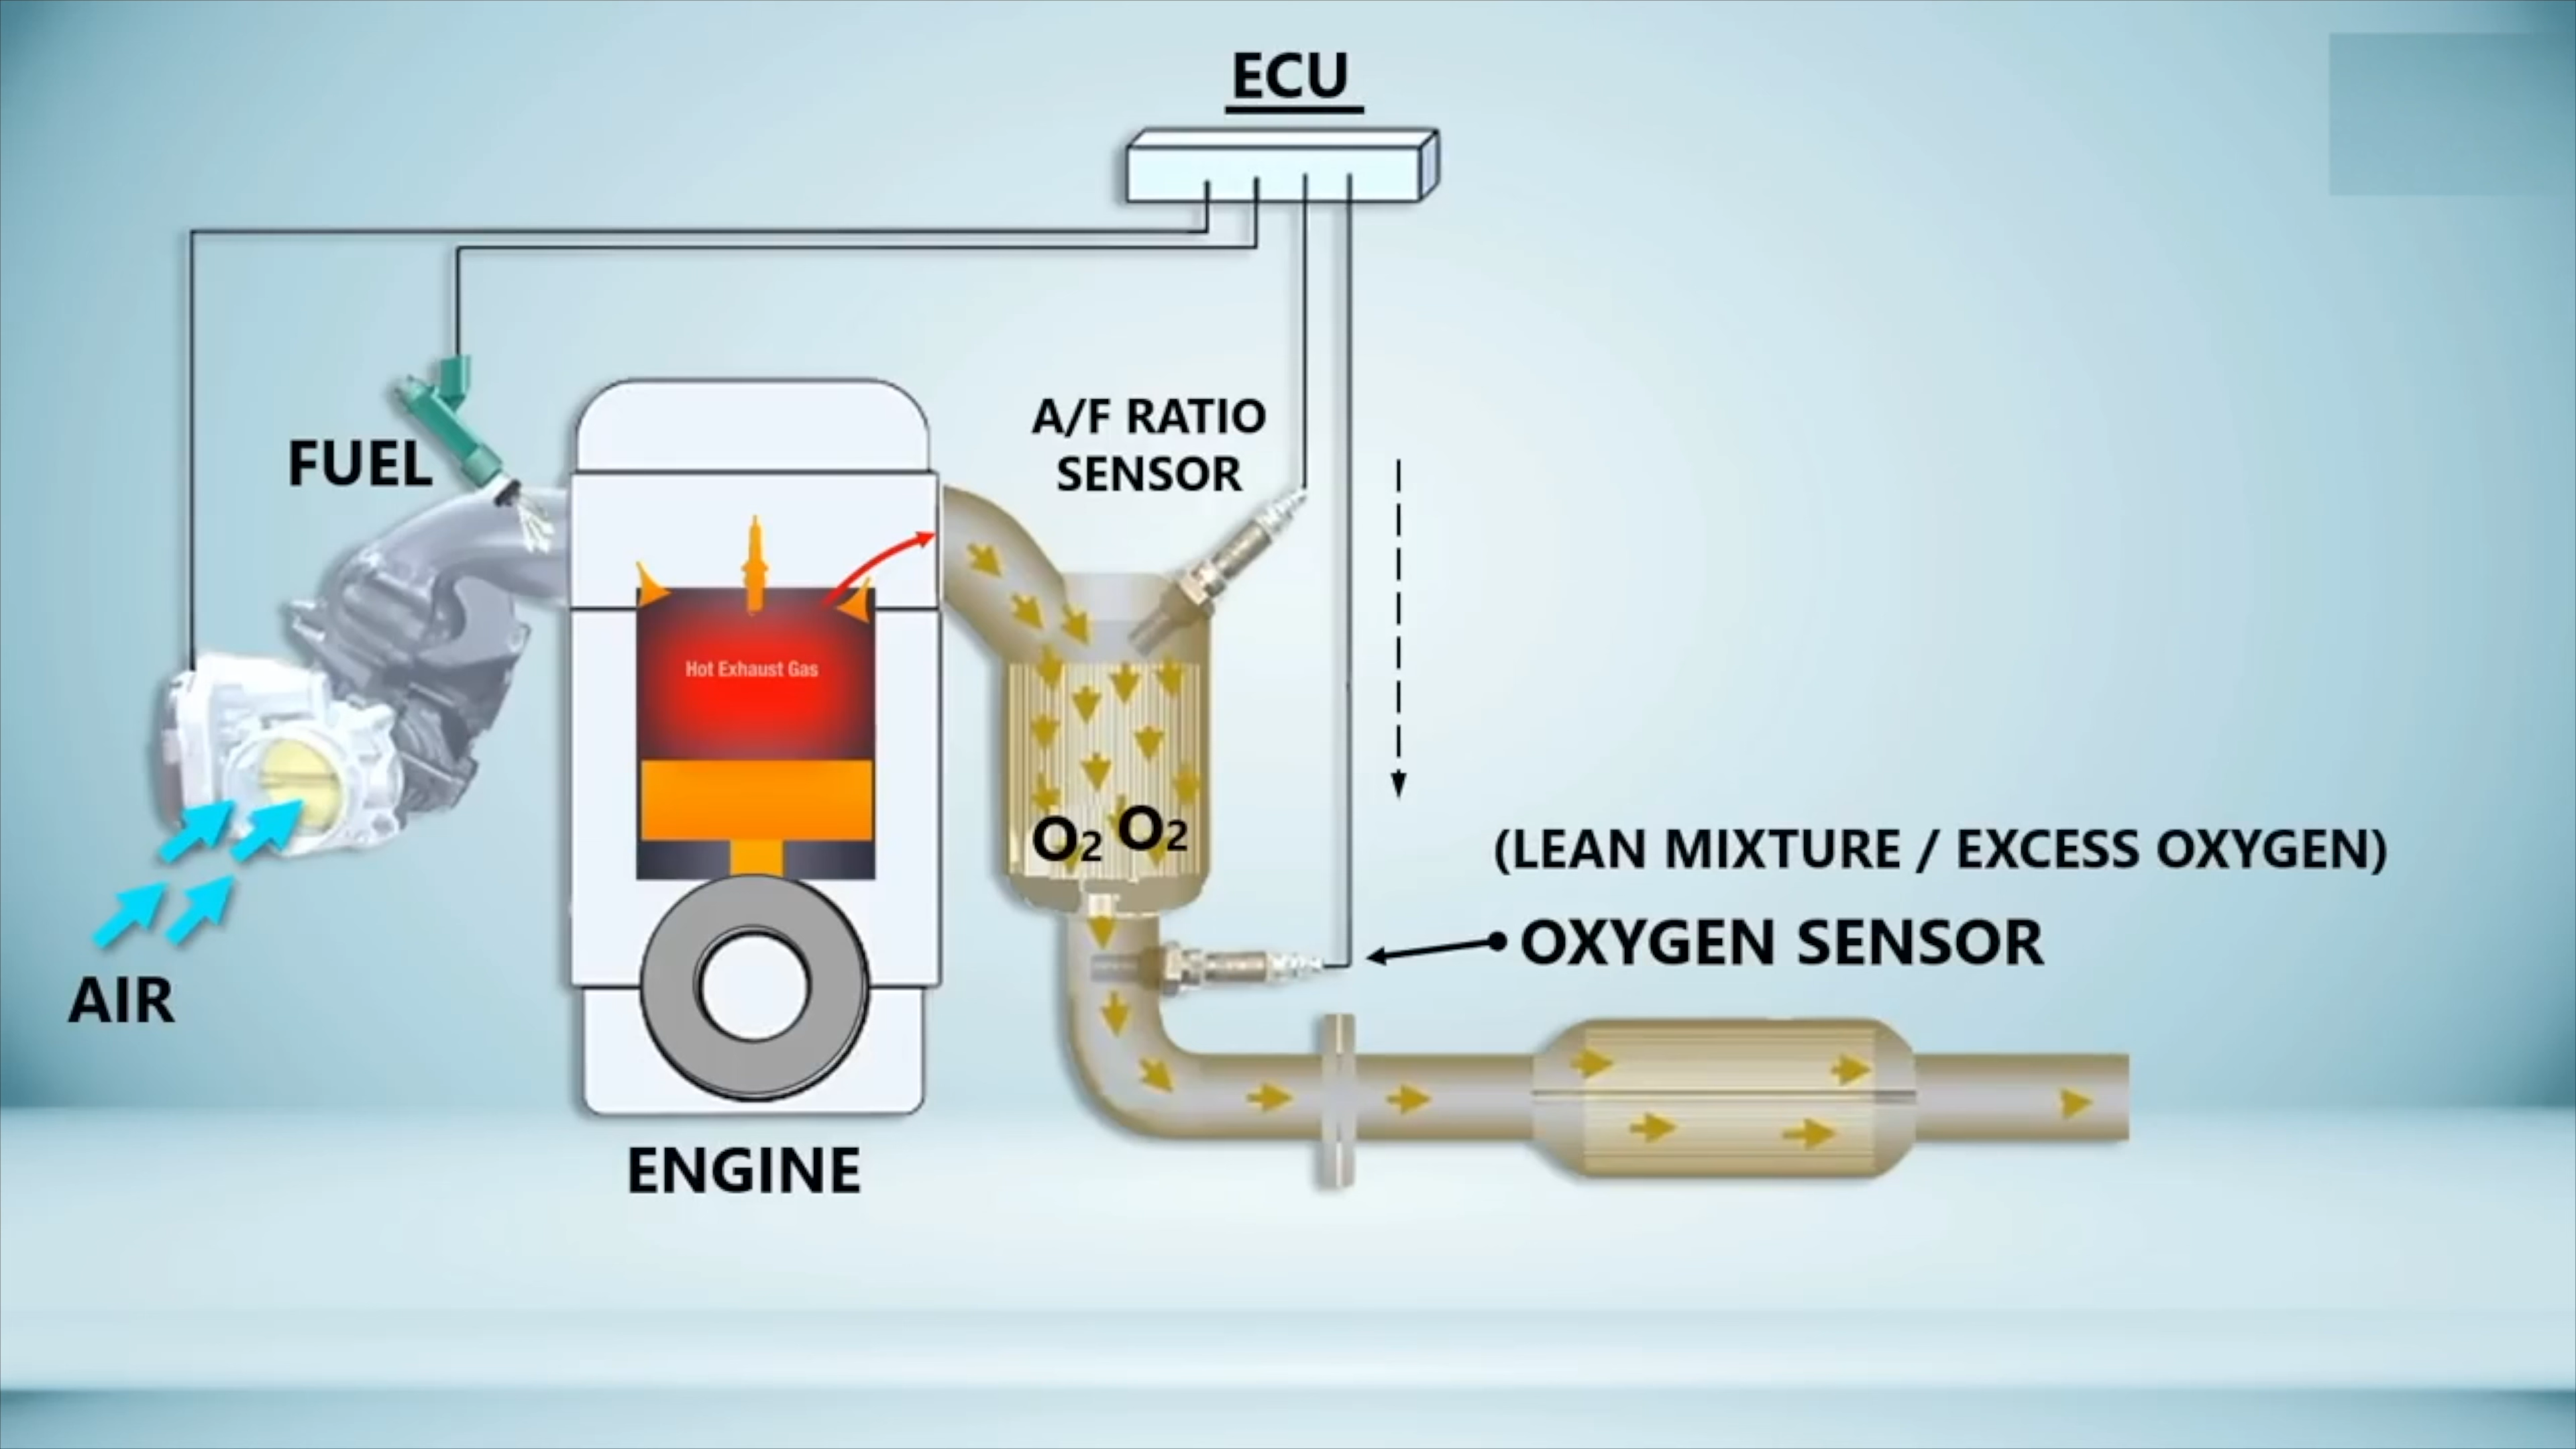 ECU
A/F RATIO
SENSOR
FUEL
Hot Exhaust Gas
O2 O2
(LEAN MIXTURE / EXCESS OXYGEN)
OXYGEN SENSOR
AIR
ENGINE